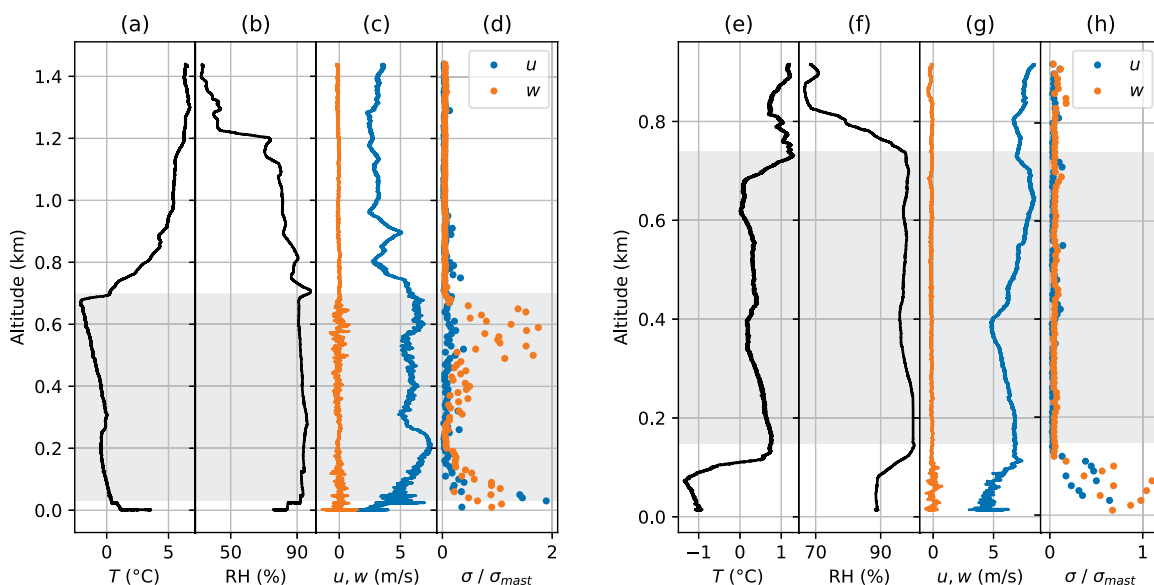 (a) (b) (c) (d) (e) (f) (g) (h)
u u
w w
1.4
1.2
1.0
0.8
0.6
0.4
0.2
0.0
Altitude (km)
0.8
0.6
0.4
0.2
0.0
Altitude (km)
0 5 50 90 0 5 0 2 −1 0 1 70 90 0 5 0 1
T (°C) RH (%) u, w (m/s) σ / σmast T (°C) RH (%) u, w (m/s) σ / σmast